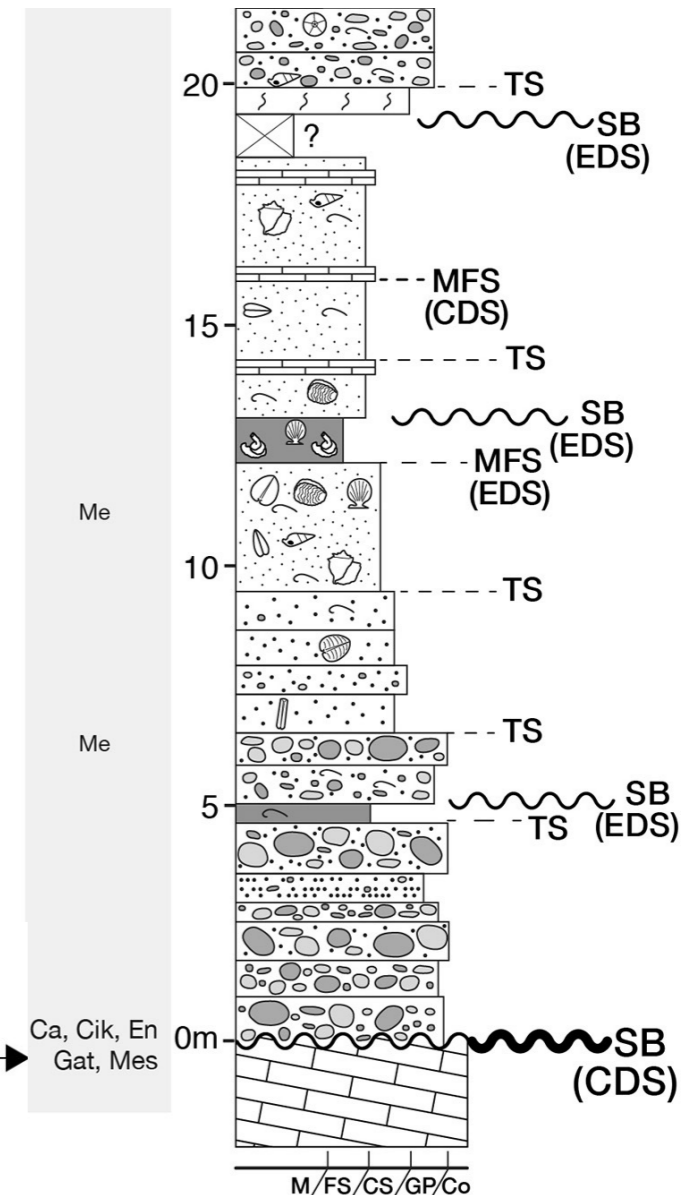 20
TS
SB
(EDS)
?
MFS
(CDS)
15
TS
SB
(EDS)
MFS
(EDS)
Me
10
TS
Me
TS
5
SB
(EDS)
TS
Ca, Cik, En
Gat, Mes
0m
SB
(CDS)
M/FS/CS/GP/Co